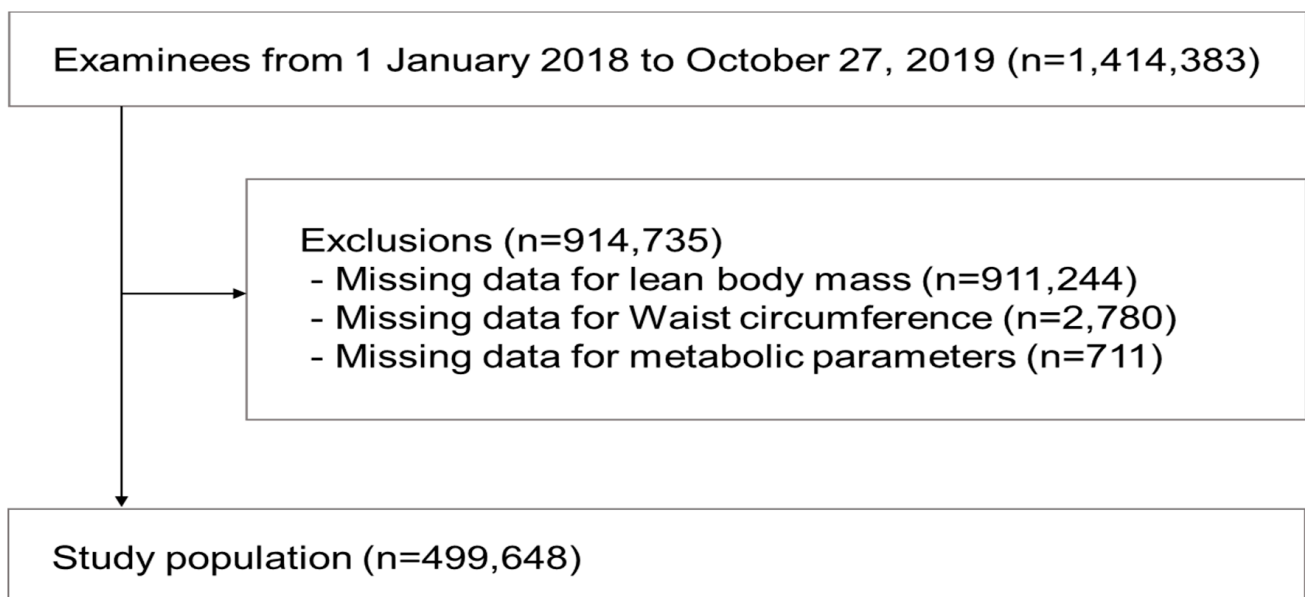 Examinees from 1 January 2018 to October 27, 2019 (n=1,414,383)
Exclusions (n=914,735)
- Missing data for lean body mass (n=911,244)
- Missing data for Waist circumference (n=2,780)
- Missing data for metabolic parameters (n=711)
Study population (n=499,648)